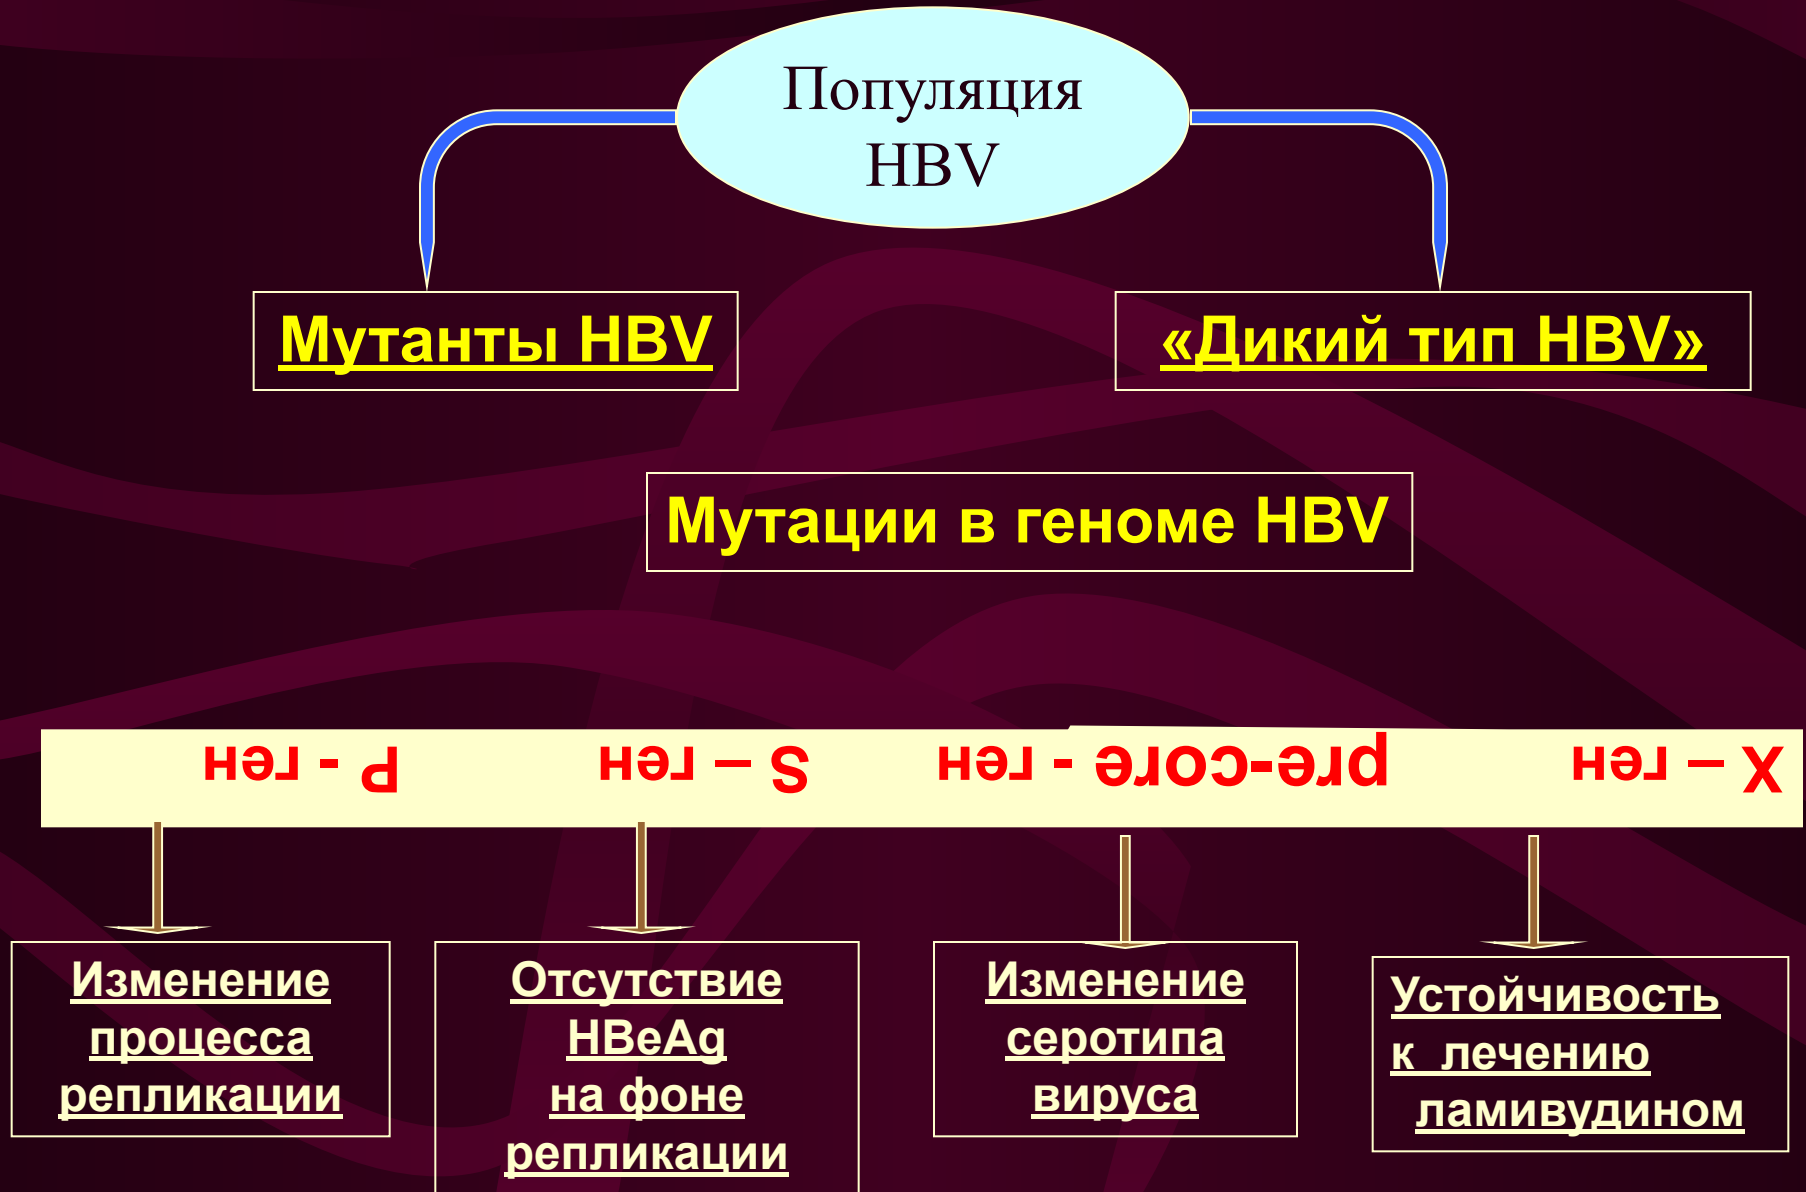 Популяция
HBV
Мутанты HBV
«Дикий тип HBV»
Мутации в геноме HBV
X – ген pre-core - ген S – ген P - ген
Изменение
процесса
репликации
Отсутствие
HBeAg
на фоне
репликации
Изменение
серотипа
вируса
Устойчивость
к лечению
ламивудином